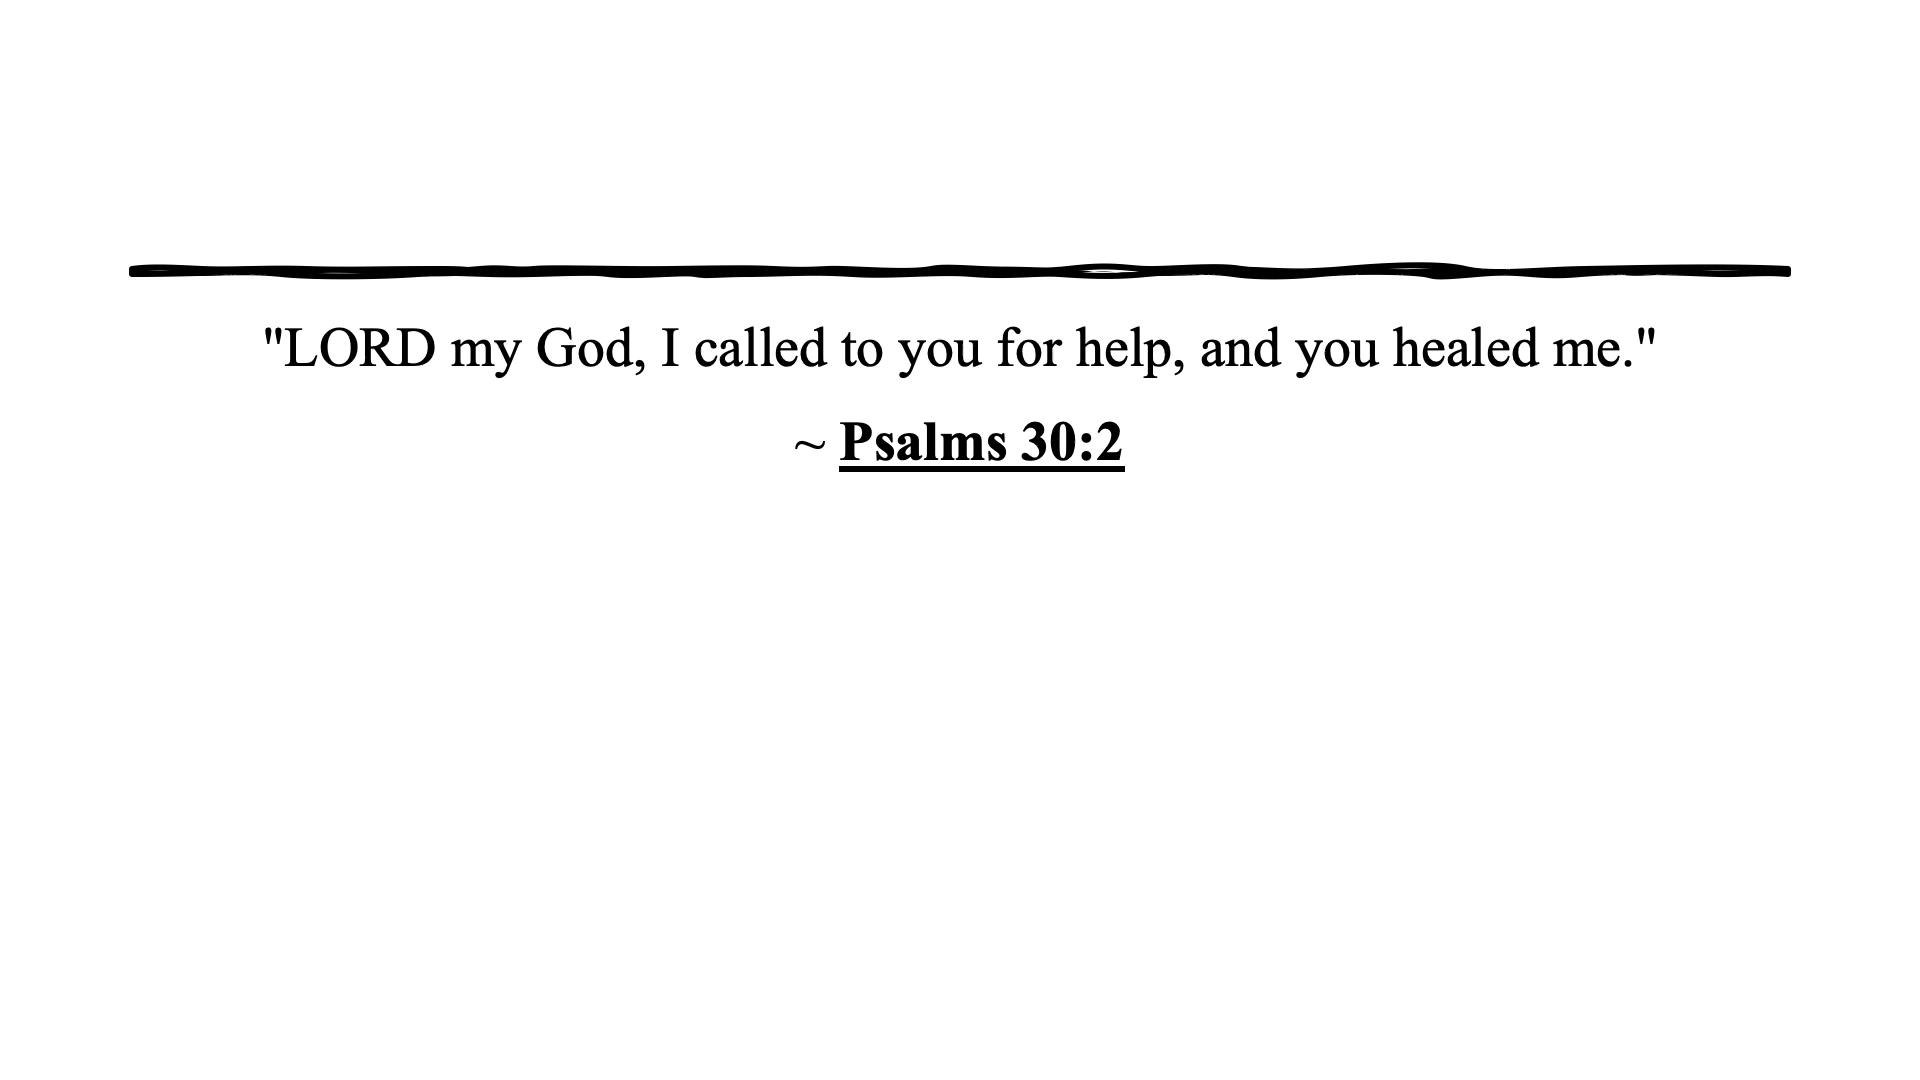 "LORD my God, I called to you for help, and you healed me."
~ Psalms 30:2